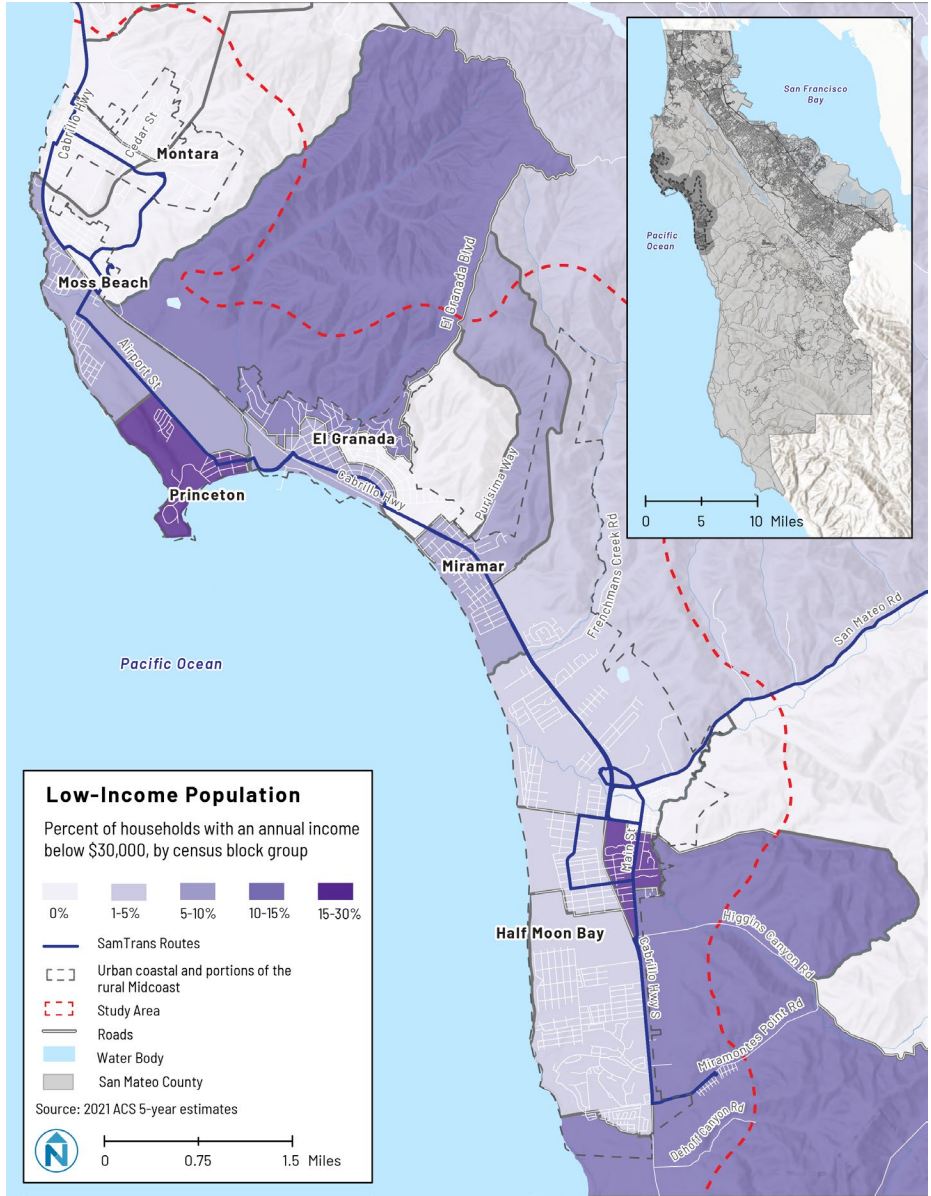 Cabrillo Hwy
Cedar St
Montara
Moss Beach
Airport St
El Granada Blvd
El Granada
Cabrillo Hwy
Princeton
Purisima Way
Miramar
Frenchmans Creek Rd
San Mateo Rd
Pacific Ocean
Main St
Half Moon Bay
Higgins Canyon Rd
Cabrillo Hwy S
Miramontes Point Rd
Dehoff Canyon Rd
San Francisco
Bay
Pacific
Ocean
0 5 10 Miles
Low-Income Population
Percent of households with an annual income
below $30,000, by census block group
0% 1-5% 5-10% 10-15% 15-30%
SamTrans Routes
Urban coastal and portions of the
rural Midcoast
Study Area
Roads
Water Body
San Mateo County
Source: 2021 ACS 5-year estimates
N
0 0.75 1.5 Miles